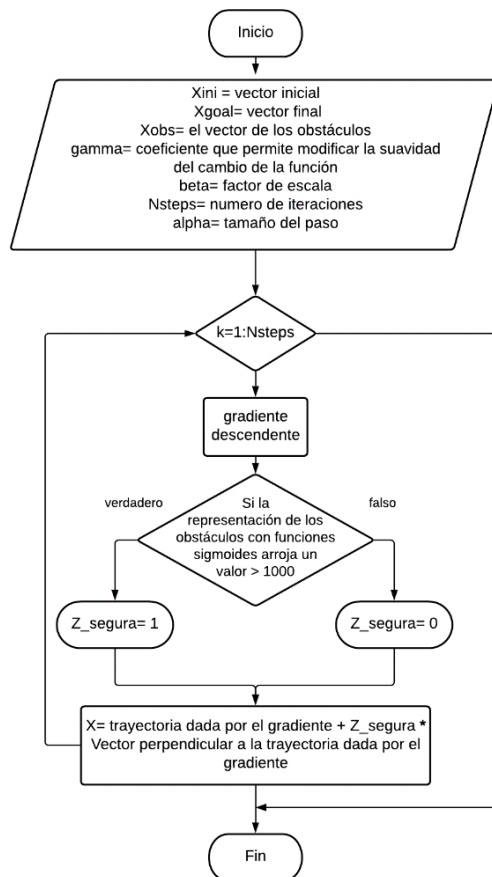 Inicio
Xini = vector inicial
Xgoal= vector final
Xobs= el vector de los obstáculos
gamma= coeficiente que permite modificar la suavidad
del cambio de la función
beta= factor de escala
Nsteps= numero de iteraciones
alpha= tamaño del paso
k=1:Nsteps
gradiente
descendente
verdadero
Si la
representación de los
obstáculos con funciones
sigmoides arroja un
valor > 1000
falso
Z_segura= 1
Z_segura= 0
X= trayectoria dada por el gradiente + Z_segura *
Vector perpendicular a la trayectoria dada por el
gradiente
Fin